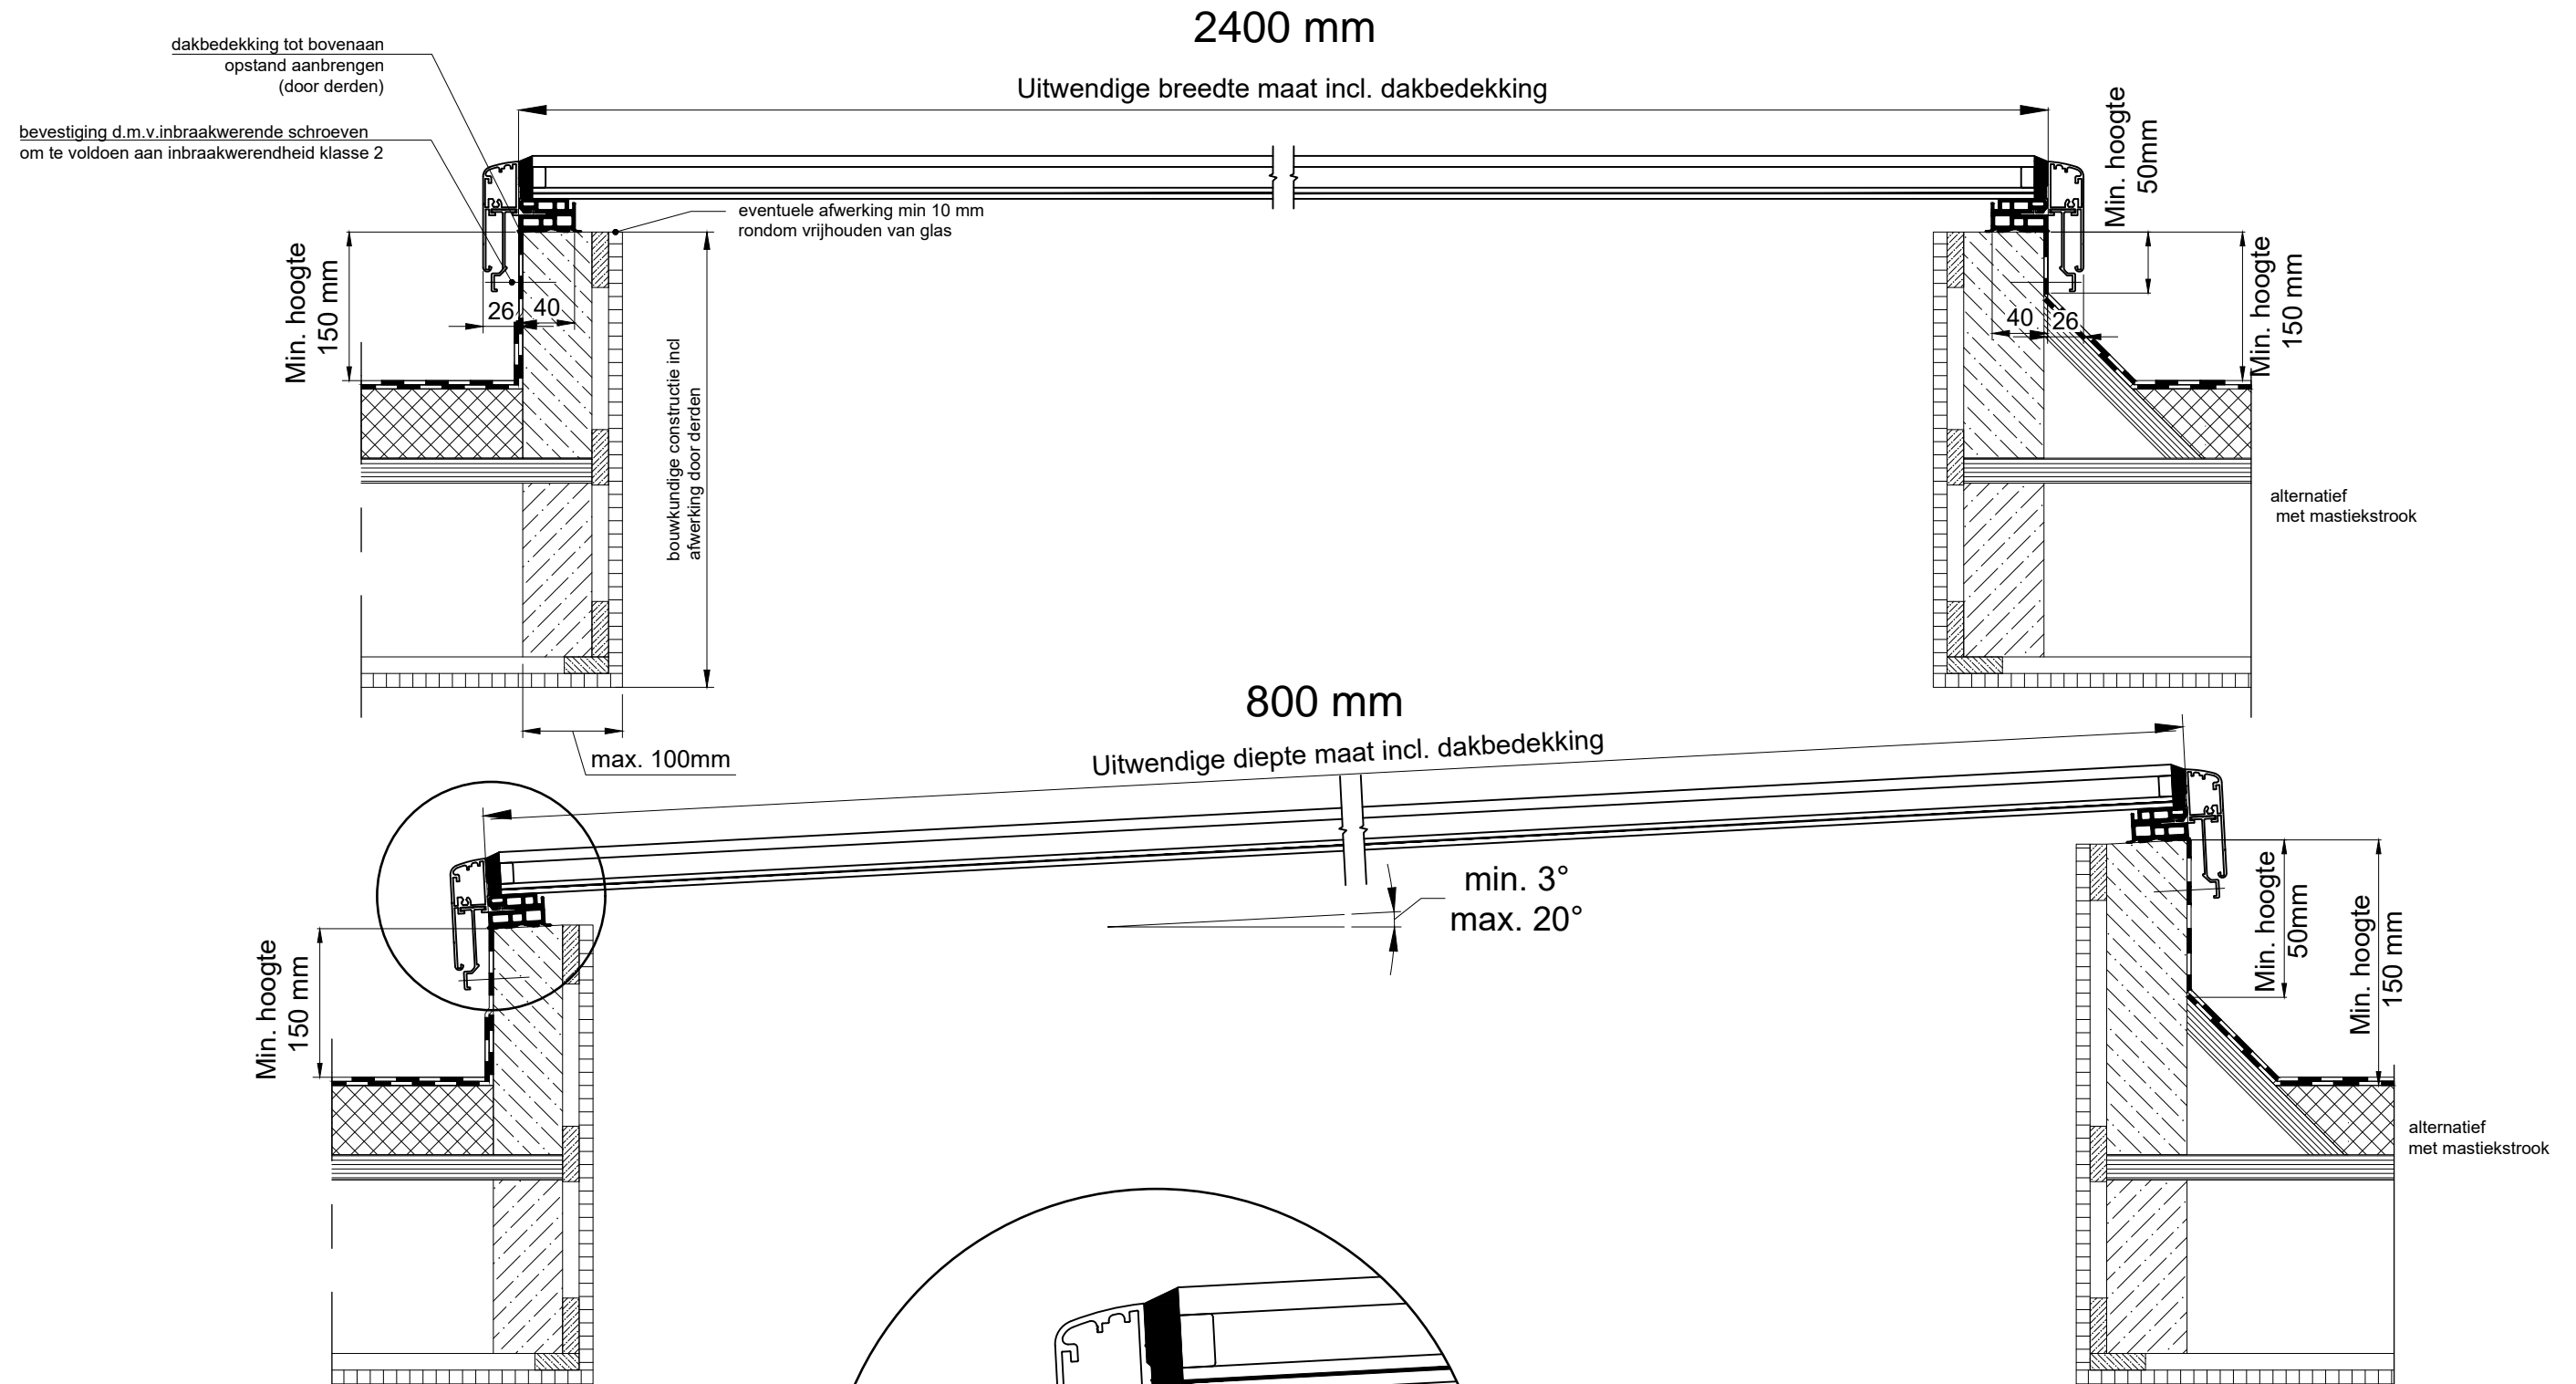 2400 mm
Uitwendige breedte maat incl. dakbedekking
dakbedekking tot bovenaan
opstand aanbrengen
(door derden)
bevestiging d.m.v.inbraakwerende schroeven
om te voldoen aan inbraakwerendheid klasse 2
eventuele afwerking min 10 mm
rondom vrijhouden van glas
Min. hoogte
150 mm
26
40
bouwkundige constructie incl
afwerking door derden
max. 100mm
Min. hoogte
50mm
Min. hoogte
150 mm
40
26
alternatief
met mastiekstrook
800 mm
Uitwendige diepte maat incl. dakbedekking
min. 3°
max. 20°
Min. hoogte
150 mm
Min. hoogte
50mm
Min. hoogte
150 mm
alternatief
met mastiekstrook